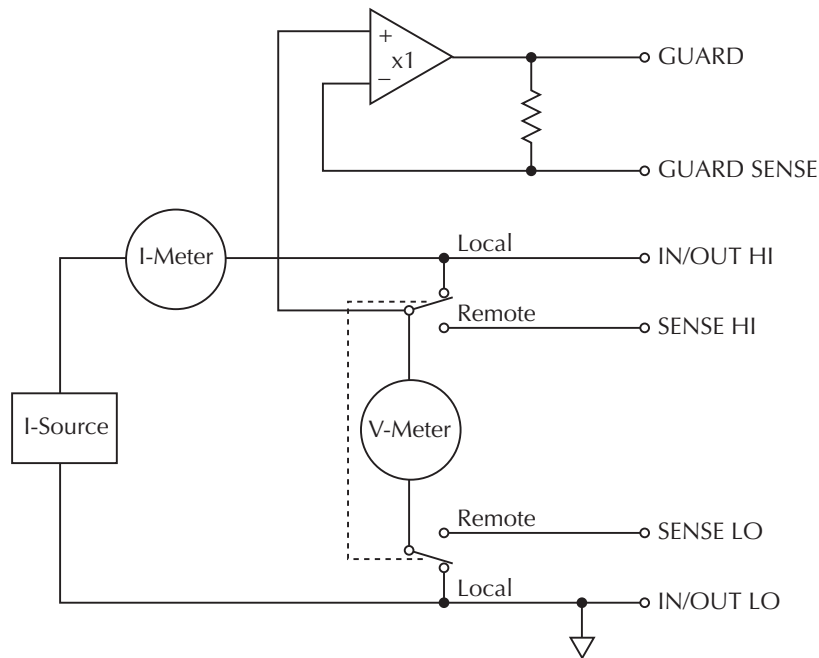 +
x1
–
GUARD
GUARD SENSE
I-Meter
Local
IN/OUT HI
Remote
SENSE HI
I-Source
V-Meter
Remote
SENSE LO
Local
IN/OUT LO